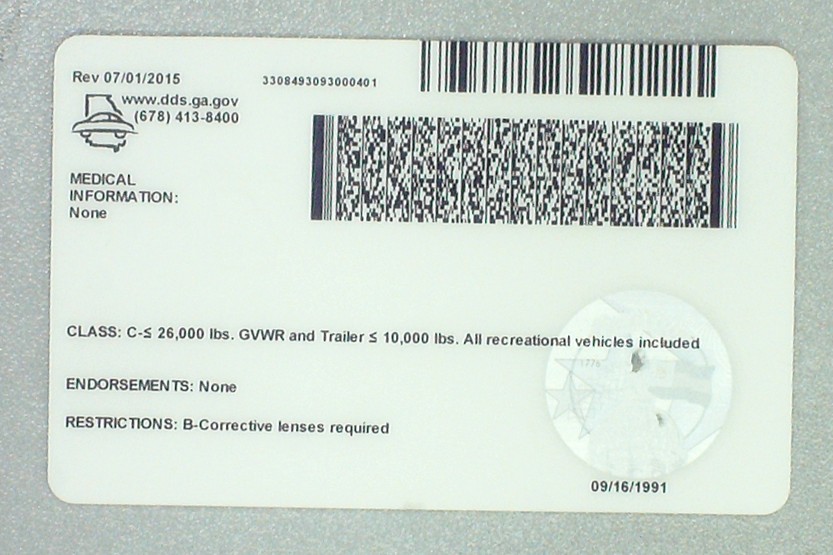 Rev 07/01/2015
3308493093000401
www.dds.ga.gov
(678) 413-8400
MEDICAL
INFORMATION:
None
CLASS: C-≤ 26,000 lbs. GVWR and Trailer ≤ 10,000 lbs. All recreational vehicles included
1776
ENDORSEMENTS: None
RESTRICTIONS: B-Corrective lenses required
09/16/1991